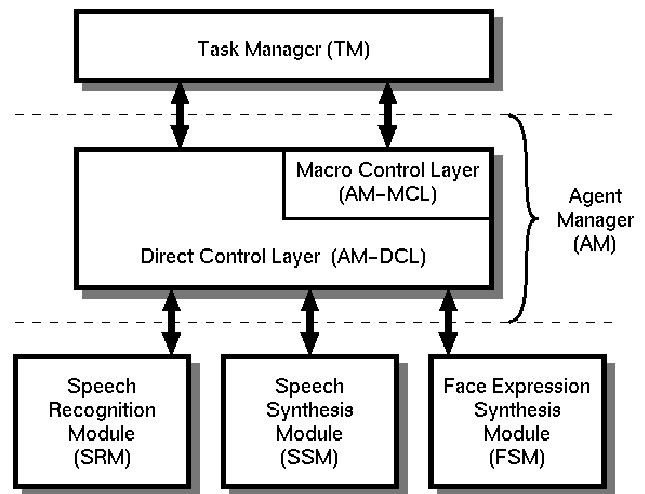 Task Manager (TM)
Macro Control Layer
(AM-MCL)
Agent
Manager
(AM)
Direct Control Layer (AM-DCL)
Speech
Recognition
Module
(SRM)
Speech
Synthesis
Module
(SSM)
Face Expression
Synthesis
Module
(FSM)